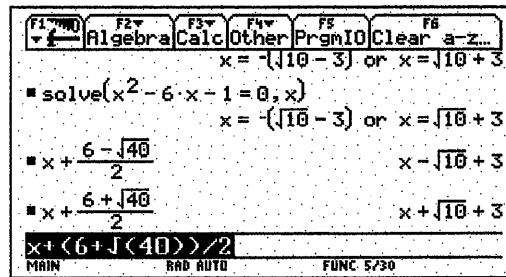 F1 F2 F3 F4 F5 F6
Algebra Calc Other PrgmIO Clear a-z…
x = -(√10 - 3) or x = √10 + 3
■ solve(x² - 6·x - 1 = 0, x)
x = -(√10 - 3) or x = √10 + 3
■ x + (6 - √40)/2 x - √10 + 3
■ x + (6 + √40)/2 x + √10 + 3
x+(6+√(40))/2
MAIN RAD AUTO FUNC 5/30